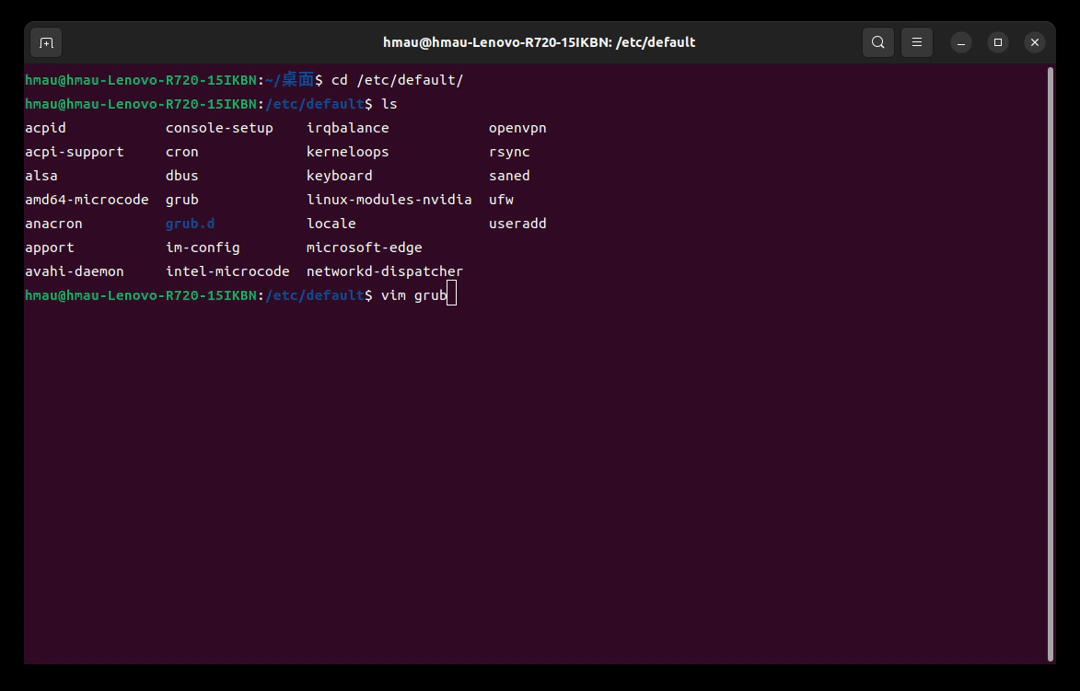 hmau@hmau-Lenovo-R720-15IKBN: /etc/default
hmau@hmau-Lenovo-R720-15IKBN:~/桌面$ cd /etc/default/
hmau@hmau-Lenovo-R720-15IKBN:/etc/default$ ls
acpid console-setup irqbalance openvpn
acpi-support cron kerneloops rsync
alsa dbus keyboard saned
amd64-microcode grub linux-modules-nvidia ufw
anacron grub.d locale useradd
apport im-config microsoft-edge
avahi-daemon intel-microcode networkd-dispatcher
hmau@hmau-Lenovo-R720-15IKBN:/etc/default$ vim grub